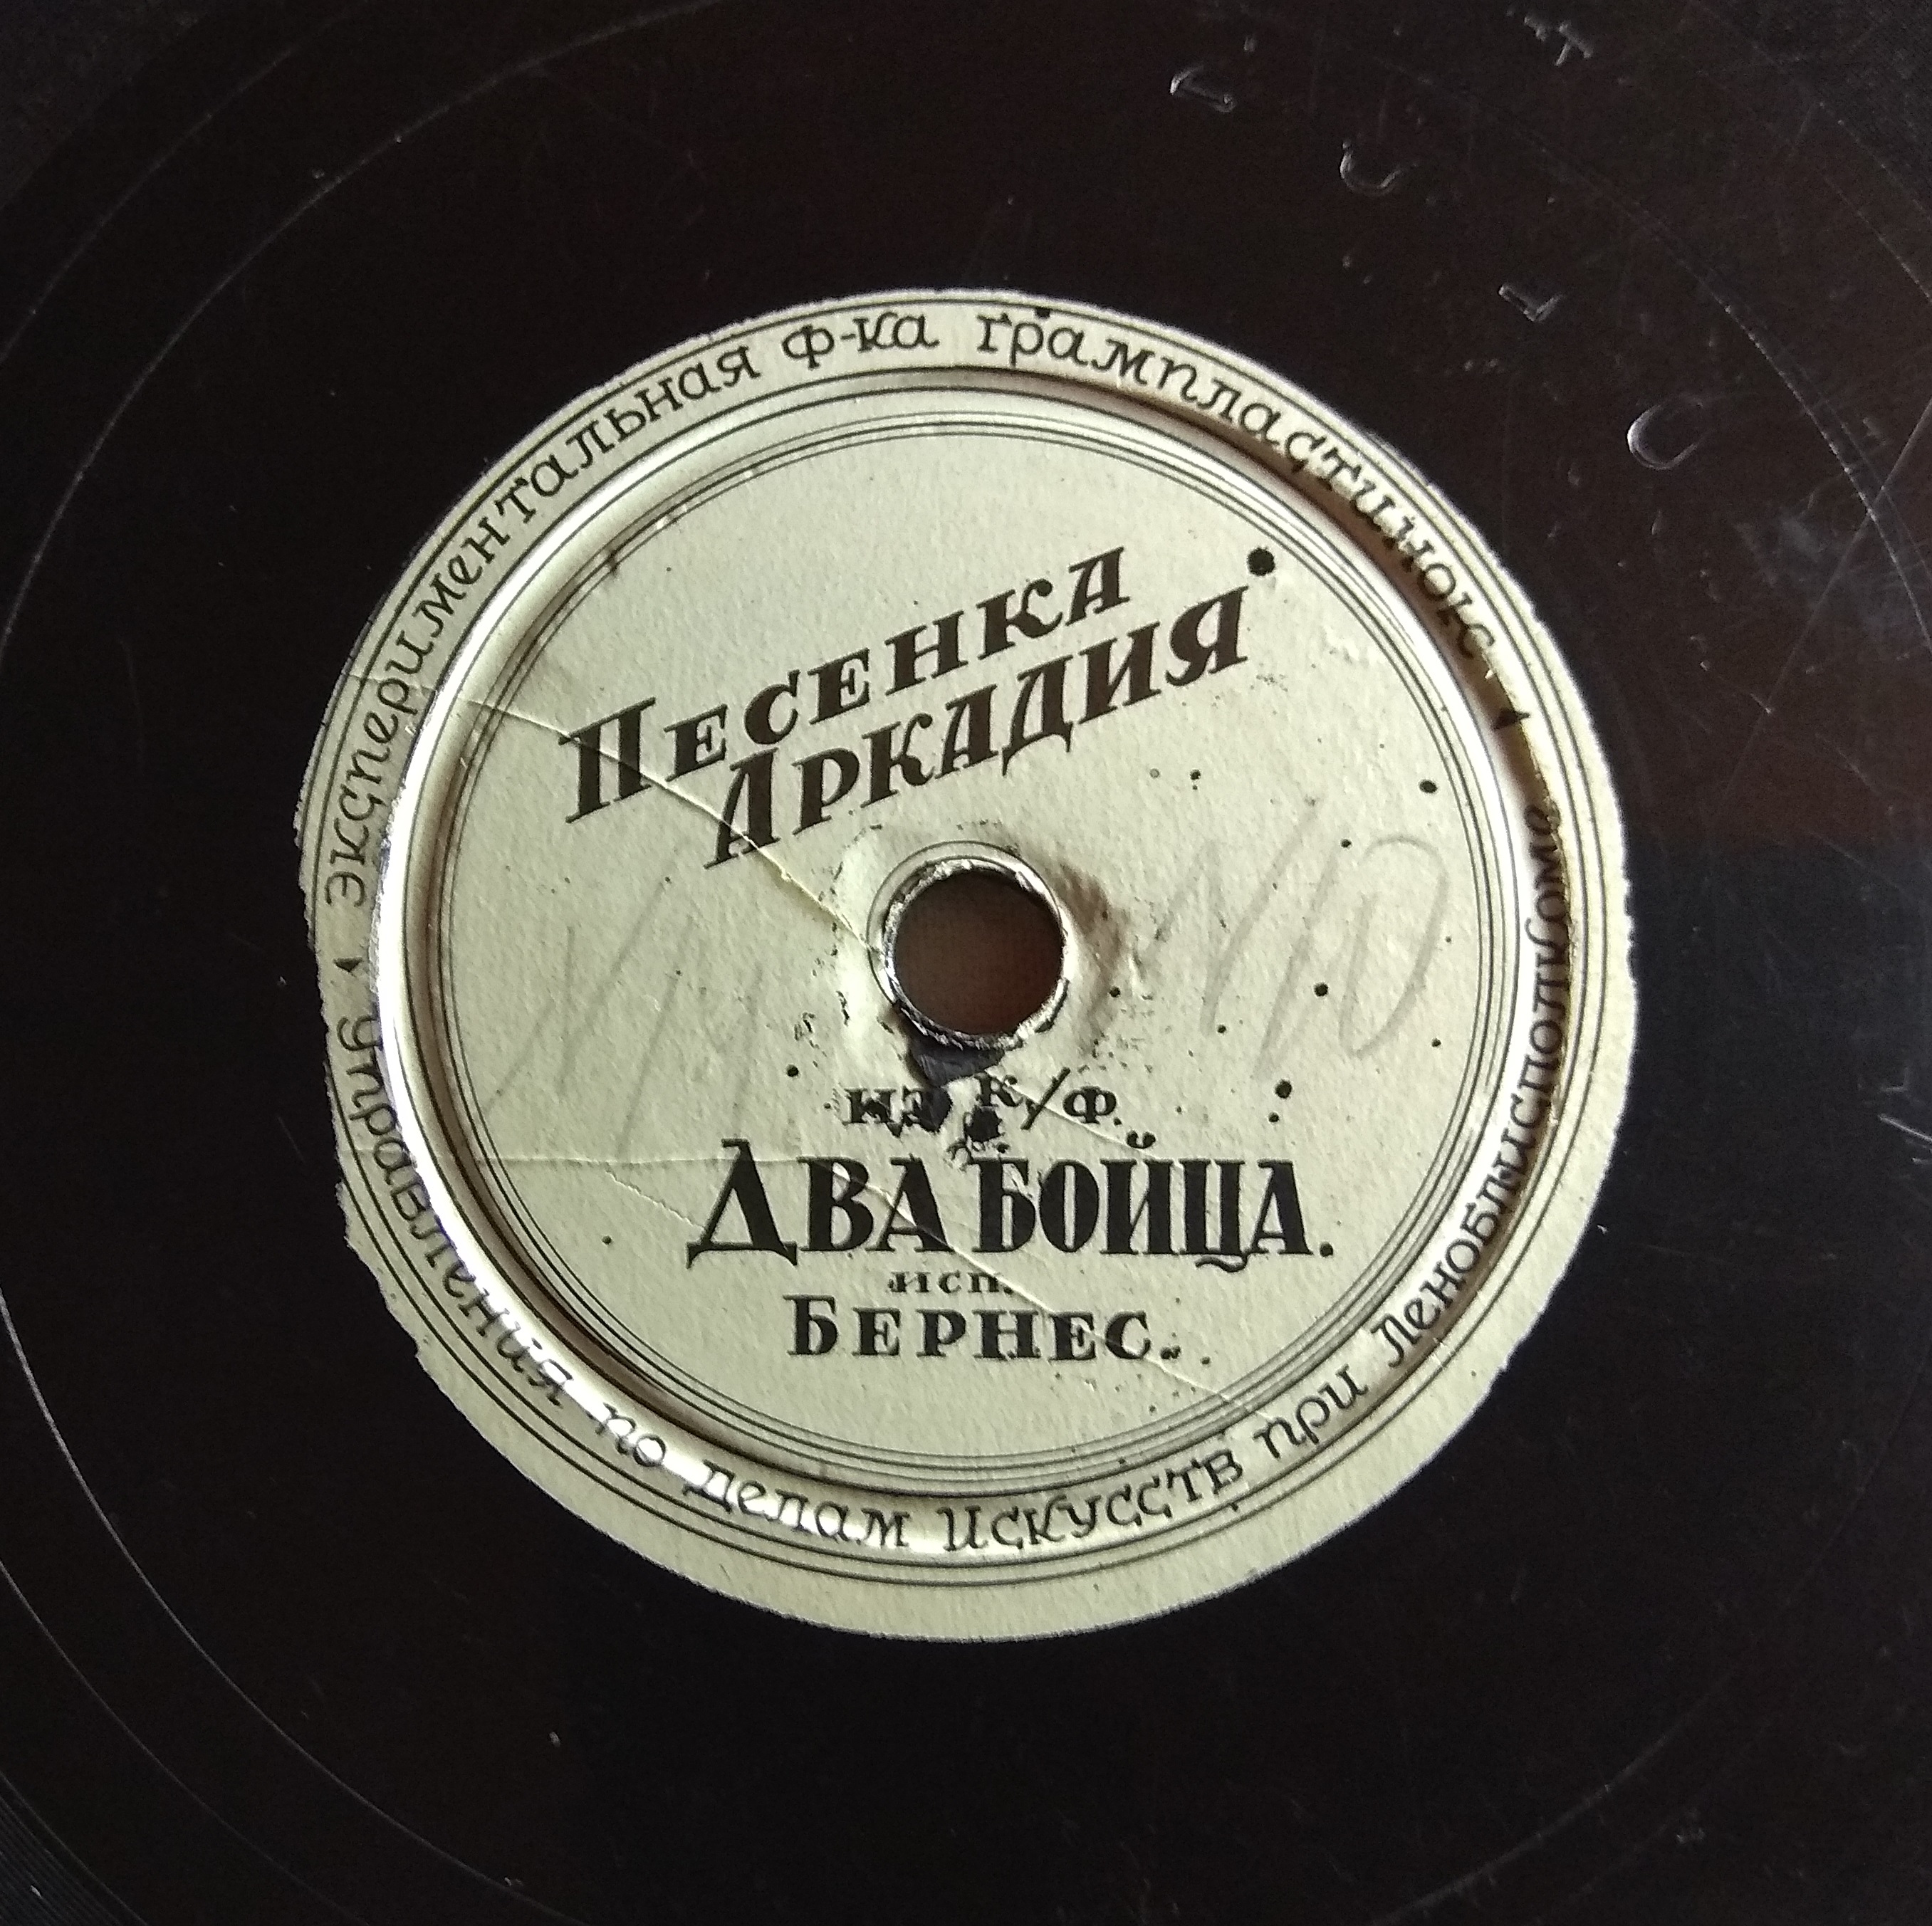 Экспериментальная ф-ка грампластинок
Управления по делам искусств при Леноблисполкоме
ПЕСЕНКА
АРКАДИЯ
ИЗ К/Ф.
„ДВА БОЙЦА.
ИСП.
БЕРНЕС.